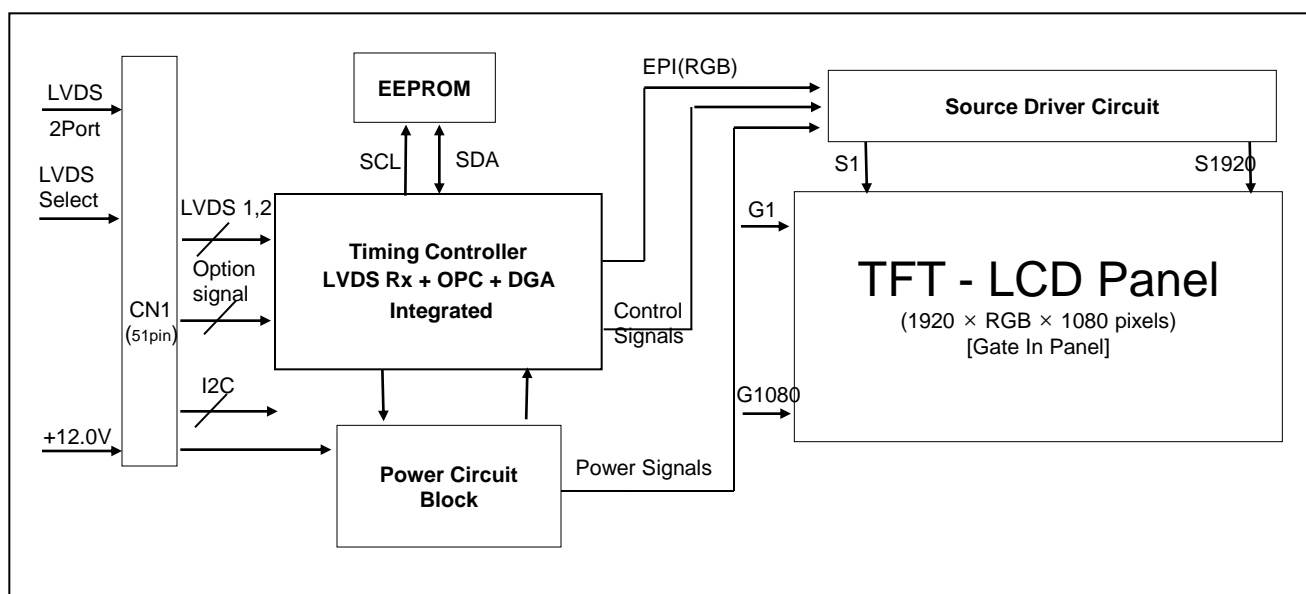 LVDS
2Port
LVDS
Select
+12.0V
CN1
(51pin)
LVDS 1,2
Option
signal
I2C
EEPROM
SCL
SDA
Timing Controller
LVDS Rx + OPC + DGA
Integrated
Power Circuit
Block
EPI(RGB)
Control
Signals
Power Signals
Source Driver Circuit
S1
S1920
G1
G1080
TFT - LCD Panel
(1920 × RGB × 1080 pixels)
[Gate In Panel]